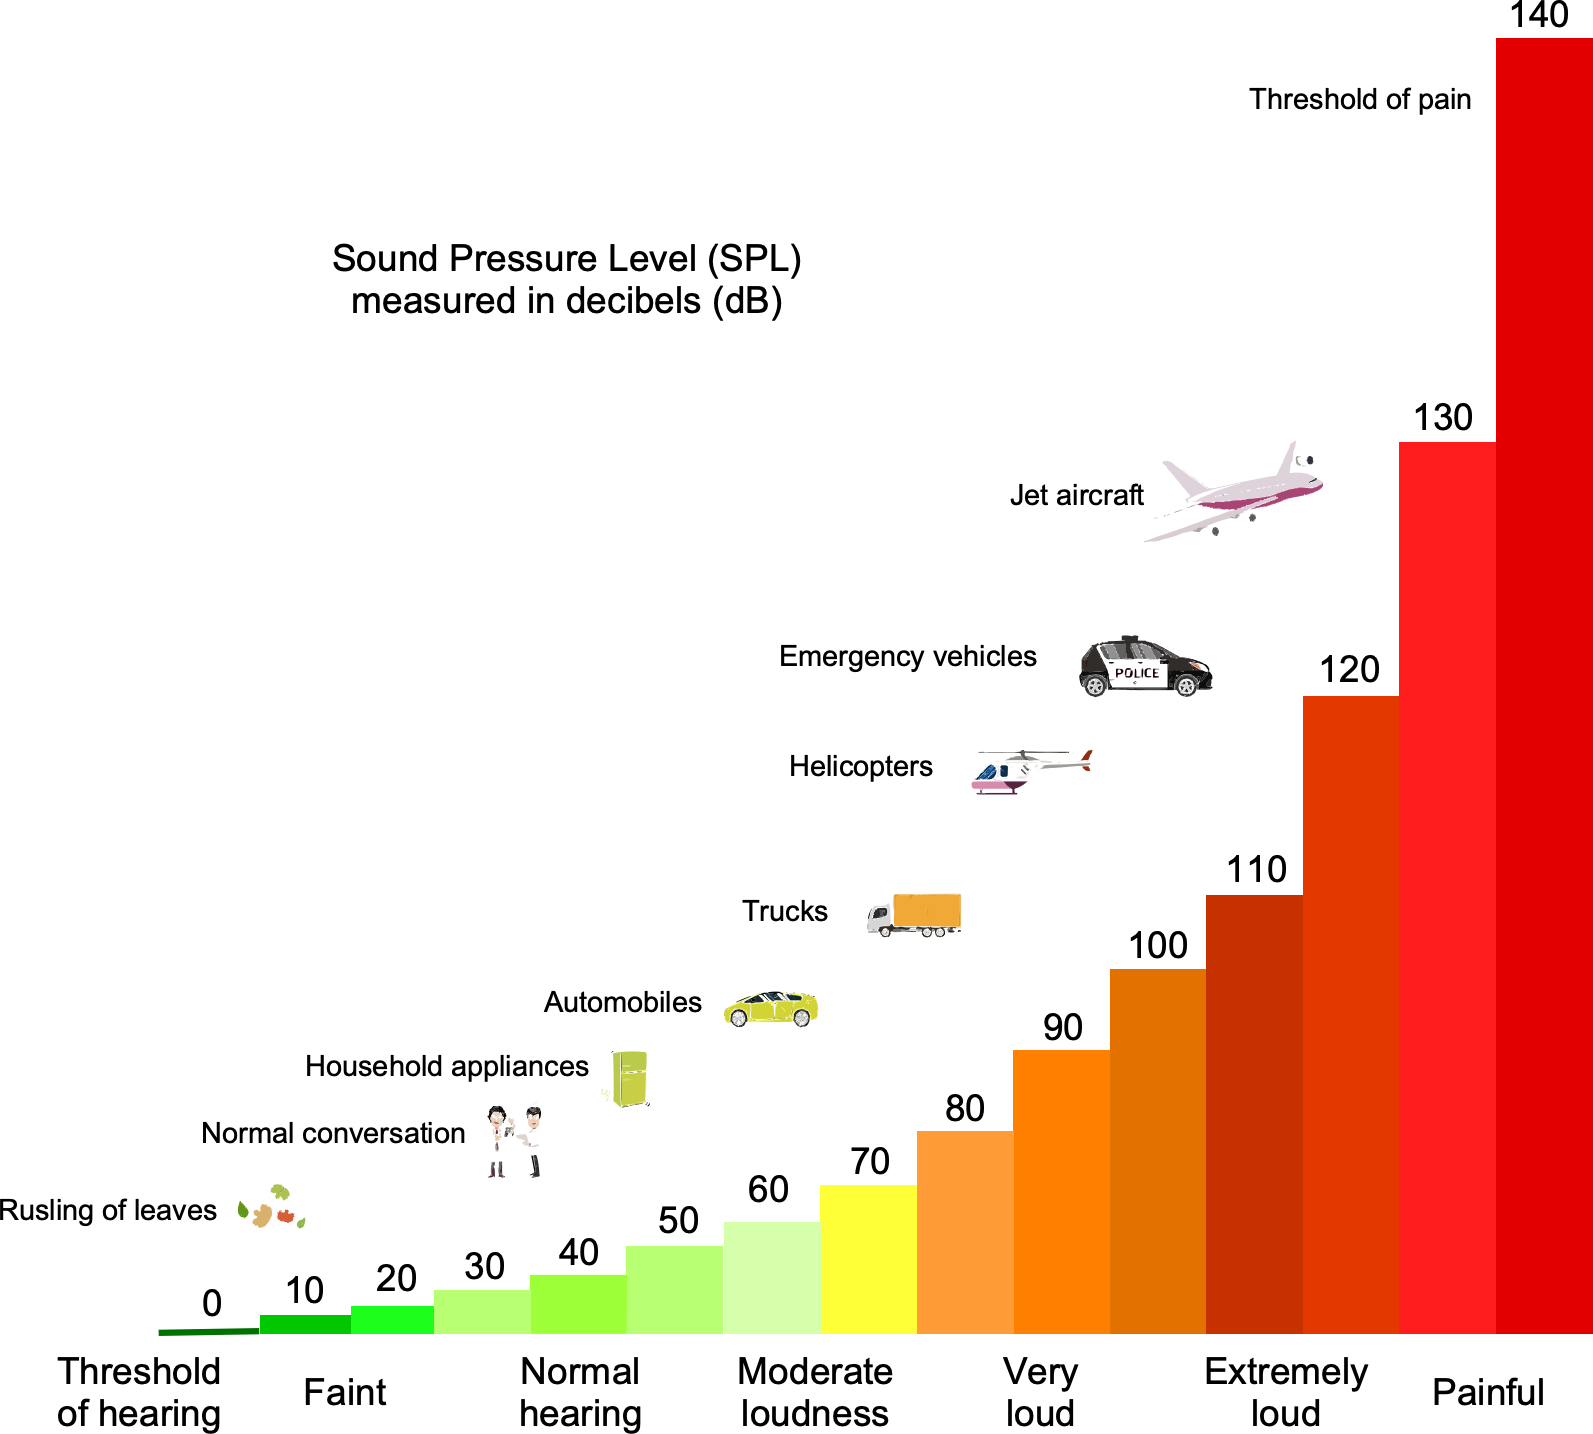 140
Threshold of pain
Sound Pressure Level (SPL)
measured in decibels (dB)
130
Jet aircraft
Emergency vehicles
POLICE
120
Helicopters
110
Trucks
100
Automobiles
90
Household appliances
80
Normal conversation
70
60
Rusling of leaves
50
40
30
20
10
0
Threshold
of hearing
Faint
Normal
hearing
Moderate
loudness
Very
loud
Extremely
loud
Painful